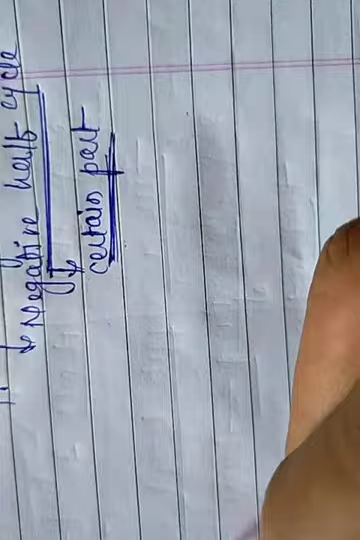 → Negative half cycle
↓
certain part